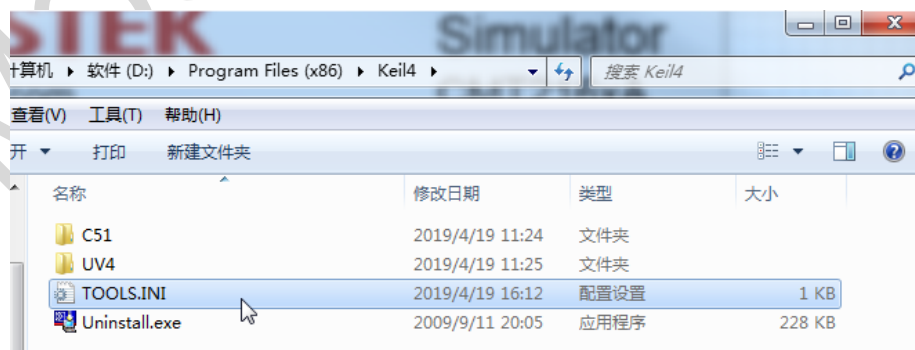 STEK Simulator
计算机 ▸ 软件 (D:) ▸ Program Files (x86) ▸ Keil4 ▸ 搜索 Keil4
查看(V) 工具(T) 帮助(H)
开 打印 新建文件夹
名称 修改日期 类型 大小
C51 2019/4/19 11:24 文件夹
UV4 2019/4/19 11:25 文件夹
TOOLS.INI 2019/4/19 16:12 配置设置 1 KB
Uninstall.exe 2009/9/11 20:05 应用程序 228 KB